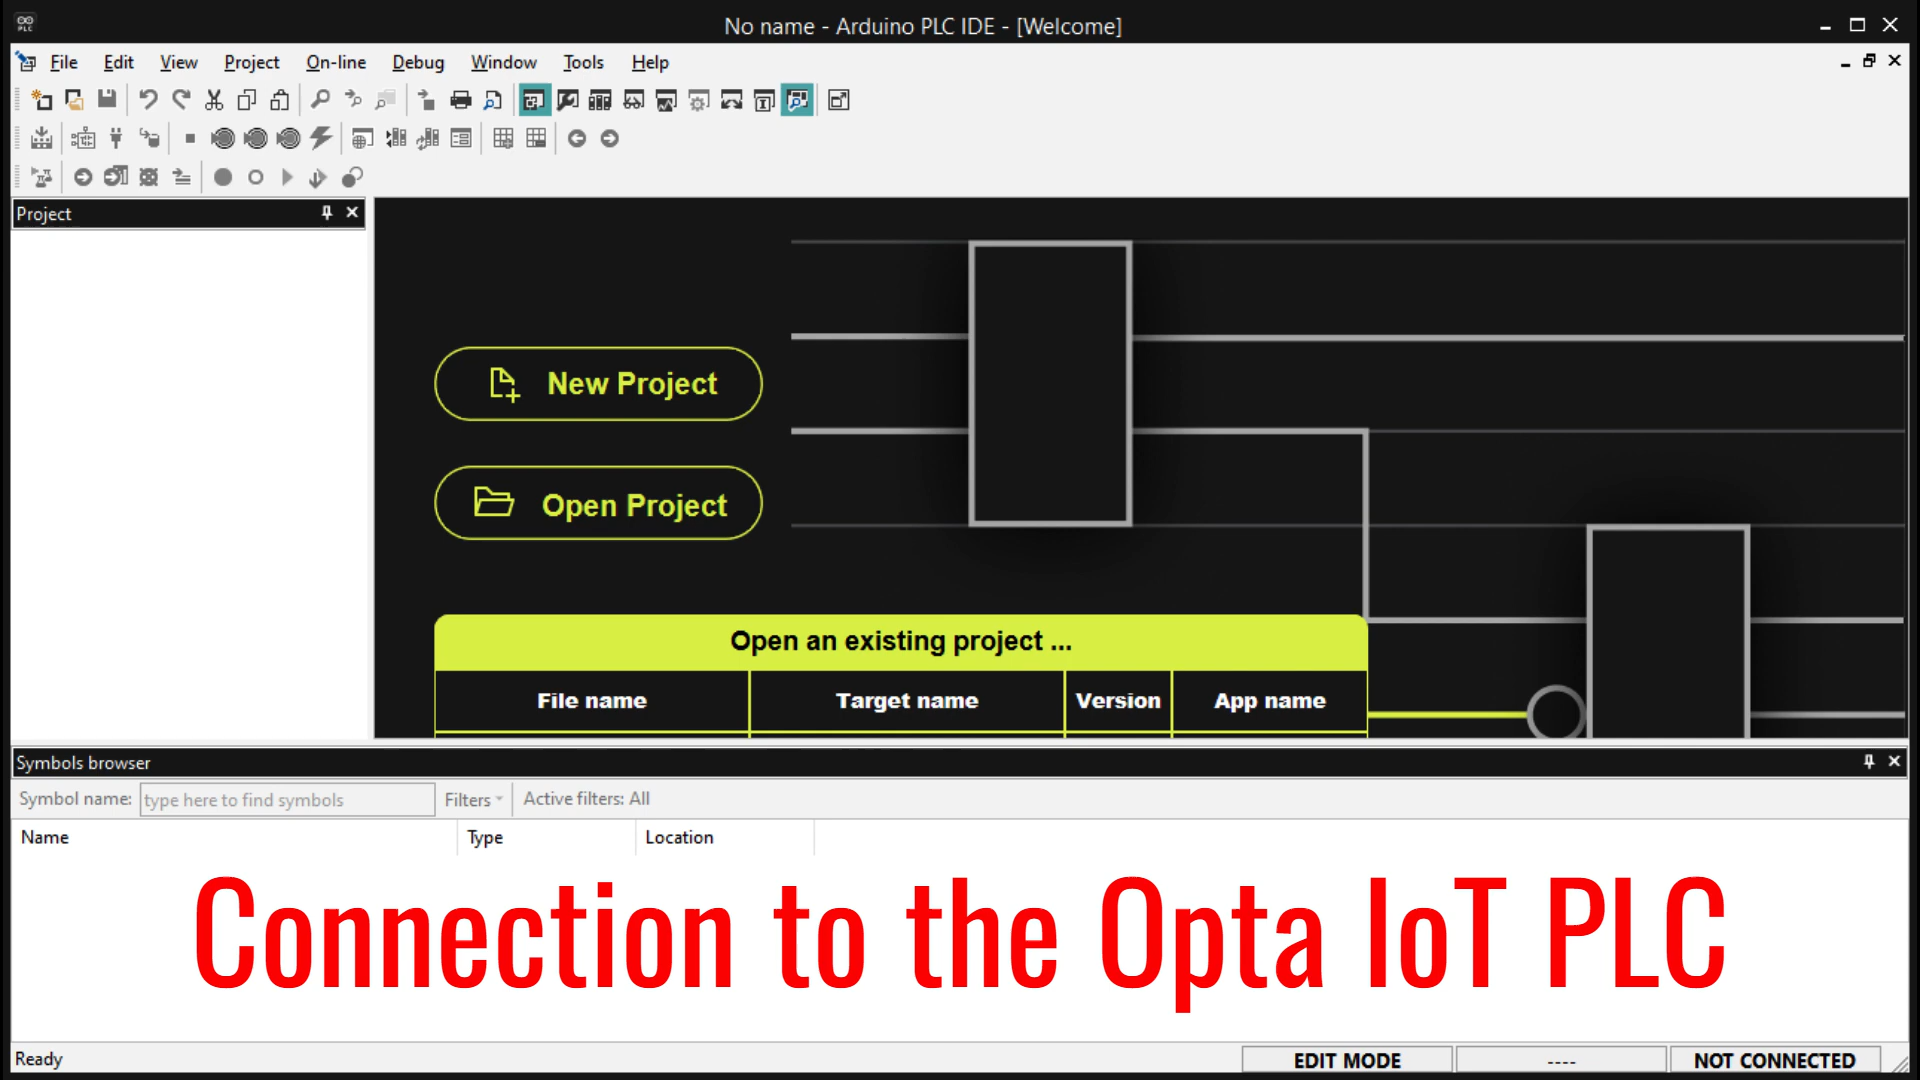 No name - Arduino PLC IDE - [Welcome]
File Edit View Project On-line Debug Window Tools Help
Project
New Project
Open Project
Open an existing project ...
File name Target name Version App name
Symbols browser
Symbol name: type here to find symbols Filters Active filters: All
Name Type Location
Connection to the Opta IoT PLC
Ready EDIT MODE ---- NOT CONNECTED